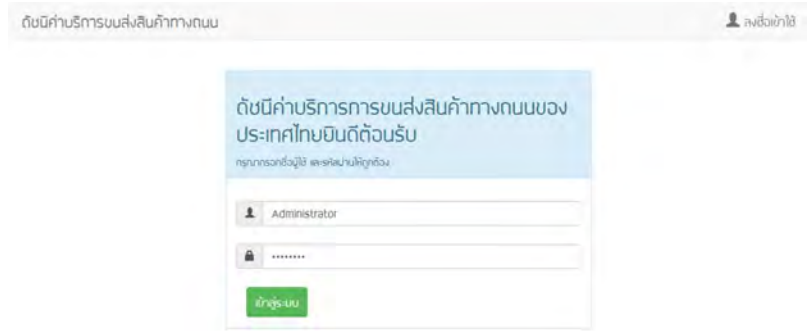 ดัชนีค่าบริการขนส่งสินค้าทางถนน
ลงชื่อเข้าใช้
ดัชนีค่าบริการการขนส่งสินค้าทางถนนของ
ประเทศไทยยินดีต้อนรับ
กรุณากรอกชื่อผู้ใช้ และรหัสผ่านให้ถูกต้อง
Administrator
••••••••
เข้าสู่ระบบ